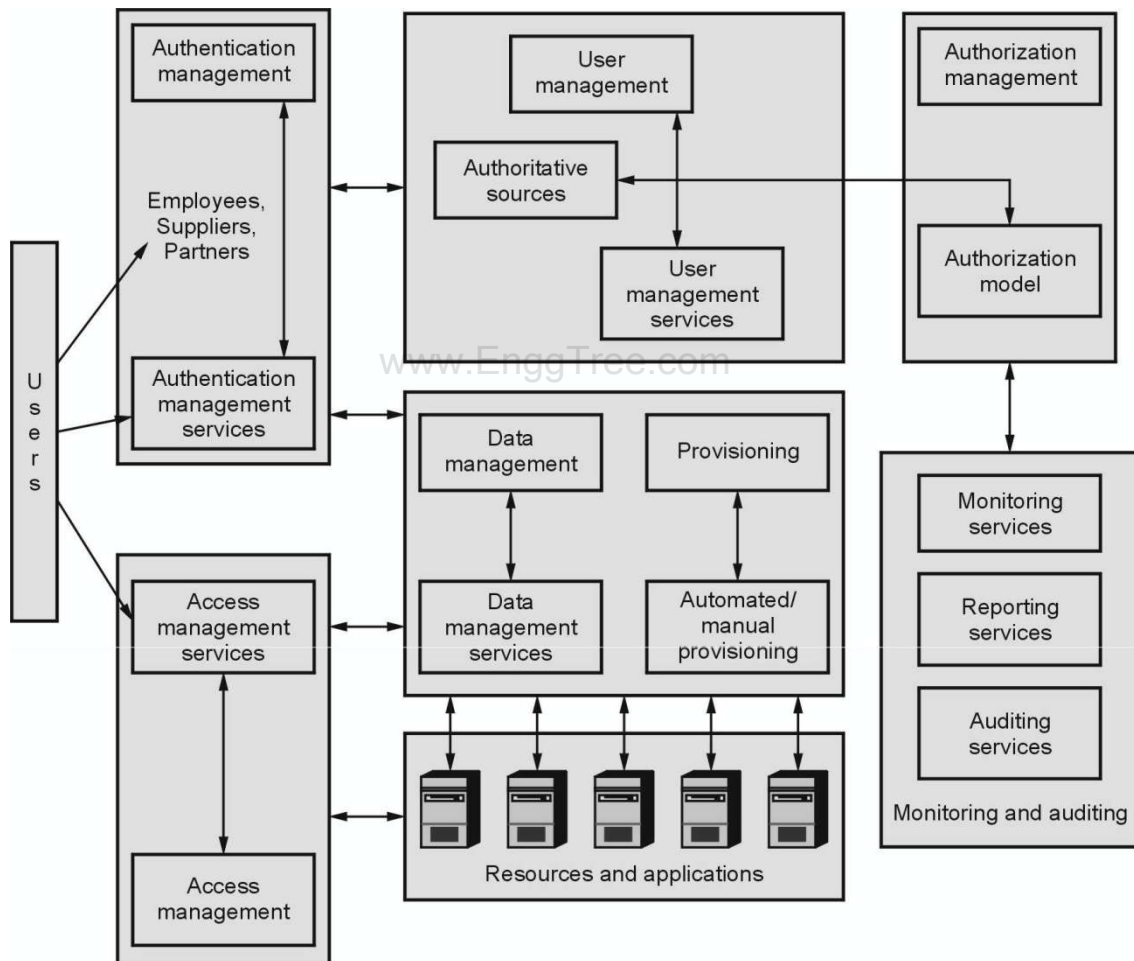 Authentication
management
Employees,
Suppliers,
Partners
Authentication
management
services
User
management
Authoritative
sources
User
management
services
Authorization
management
Authorization
model
www.EnggTree.com
Users
Data
management
Provisioning
Data
management
services
Automated/
manual
provisioning
Monitoring
services
Reporting
services
Auditing
services
Monitoring and auditing
Access
management
services
Access
management
Resources and applications